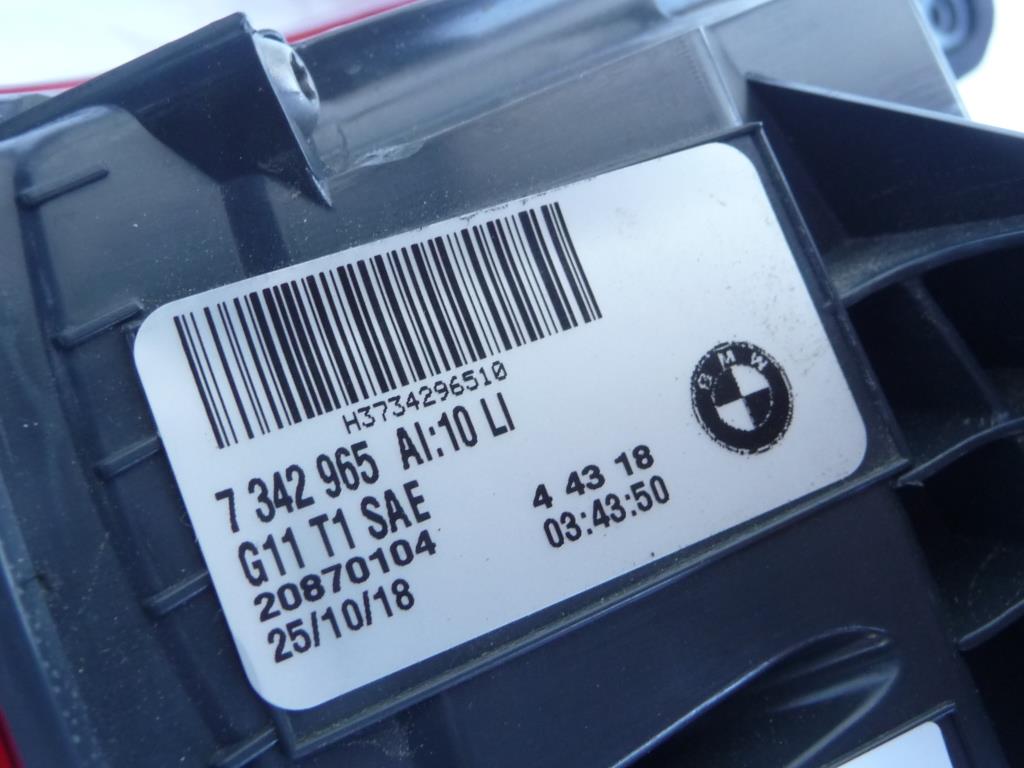 H3734296510
7 342 965 AI:10 LI
G11 T1 SAE
20870104
25/10/18
4 43 18
03:43:50
BMW